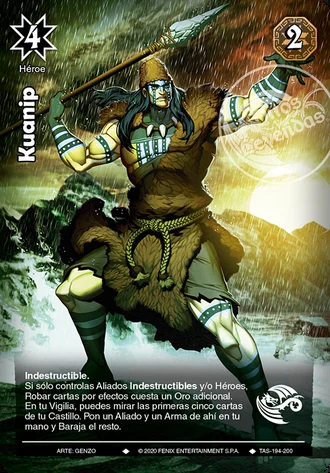 4
2
Héroe
Kuanip
Mitos
Leyendas
Indestructible.
Si sólo controlas Aliados Indestructibles y/o Héroes,
Robar cartas por efectos cuesta un Oro adicional.
En tu Vigilia, puedes mirar las primeras cinco cartas
de tu Castillo. Pon un Aliado y un Arma de ahí en tu
mano y Baraja el resto.
ARTE: GENZO ◆ © 2020 FENIX ENTERTAINMENT S.P.A. ◆ TAS-194-200